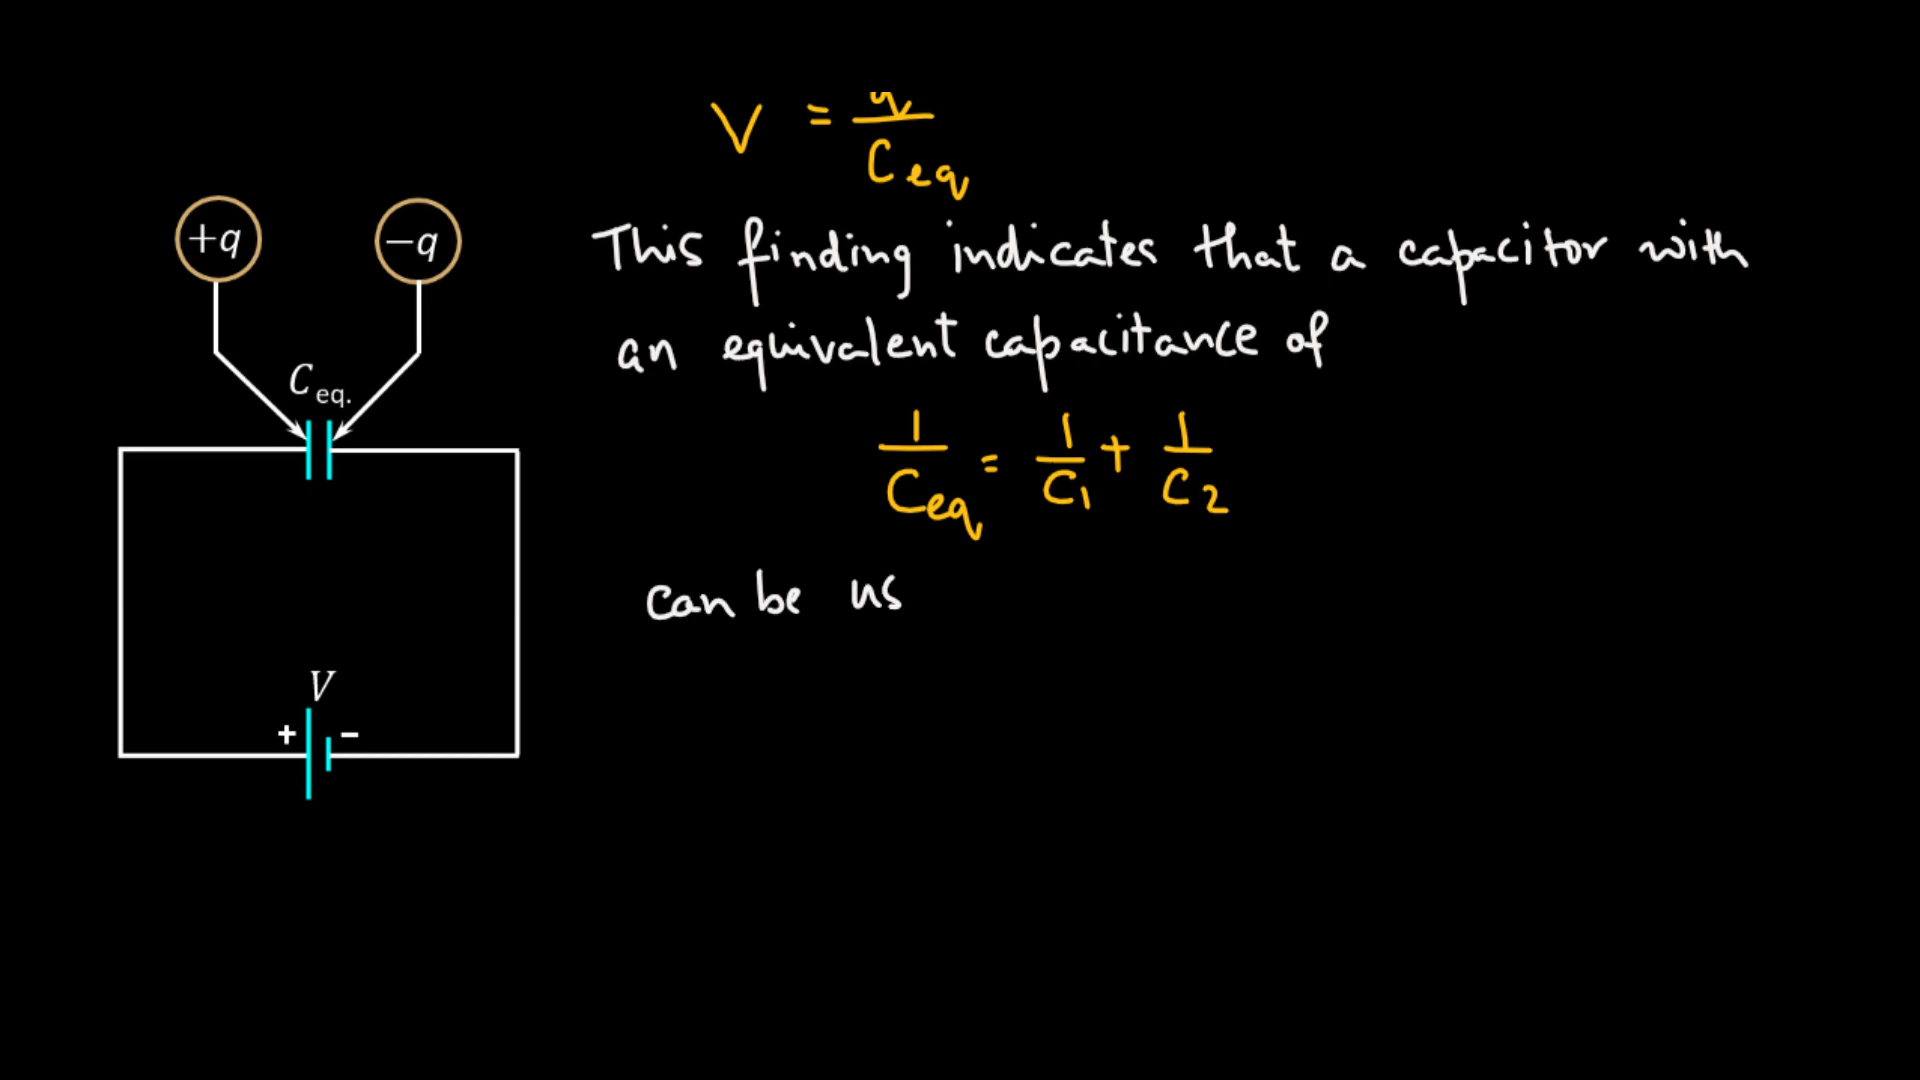 V = q/Ceq
+q
−q
This finding indicates that a capacitor with
an equivalent capacitance of
C eq.
1/Ceq = 1/C1 + 1/C2
can be us
V
+ −